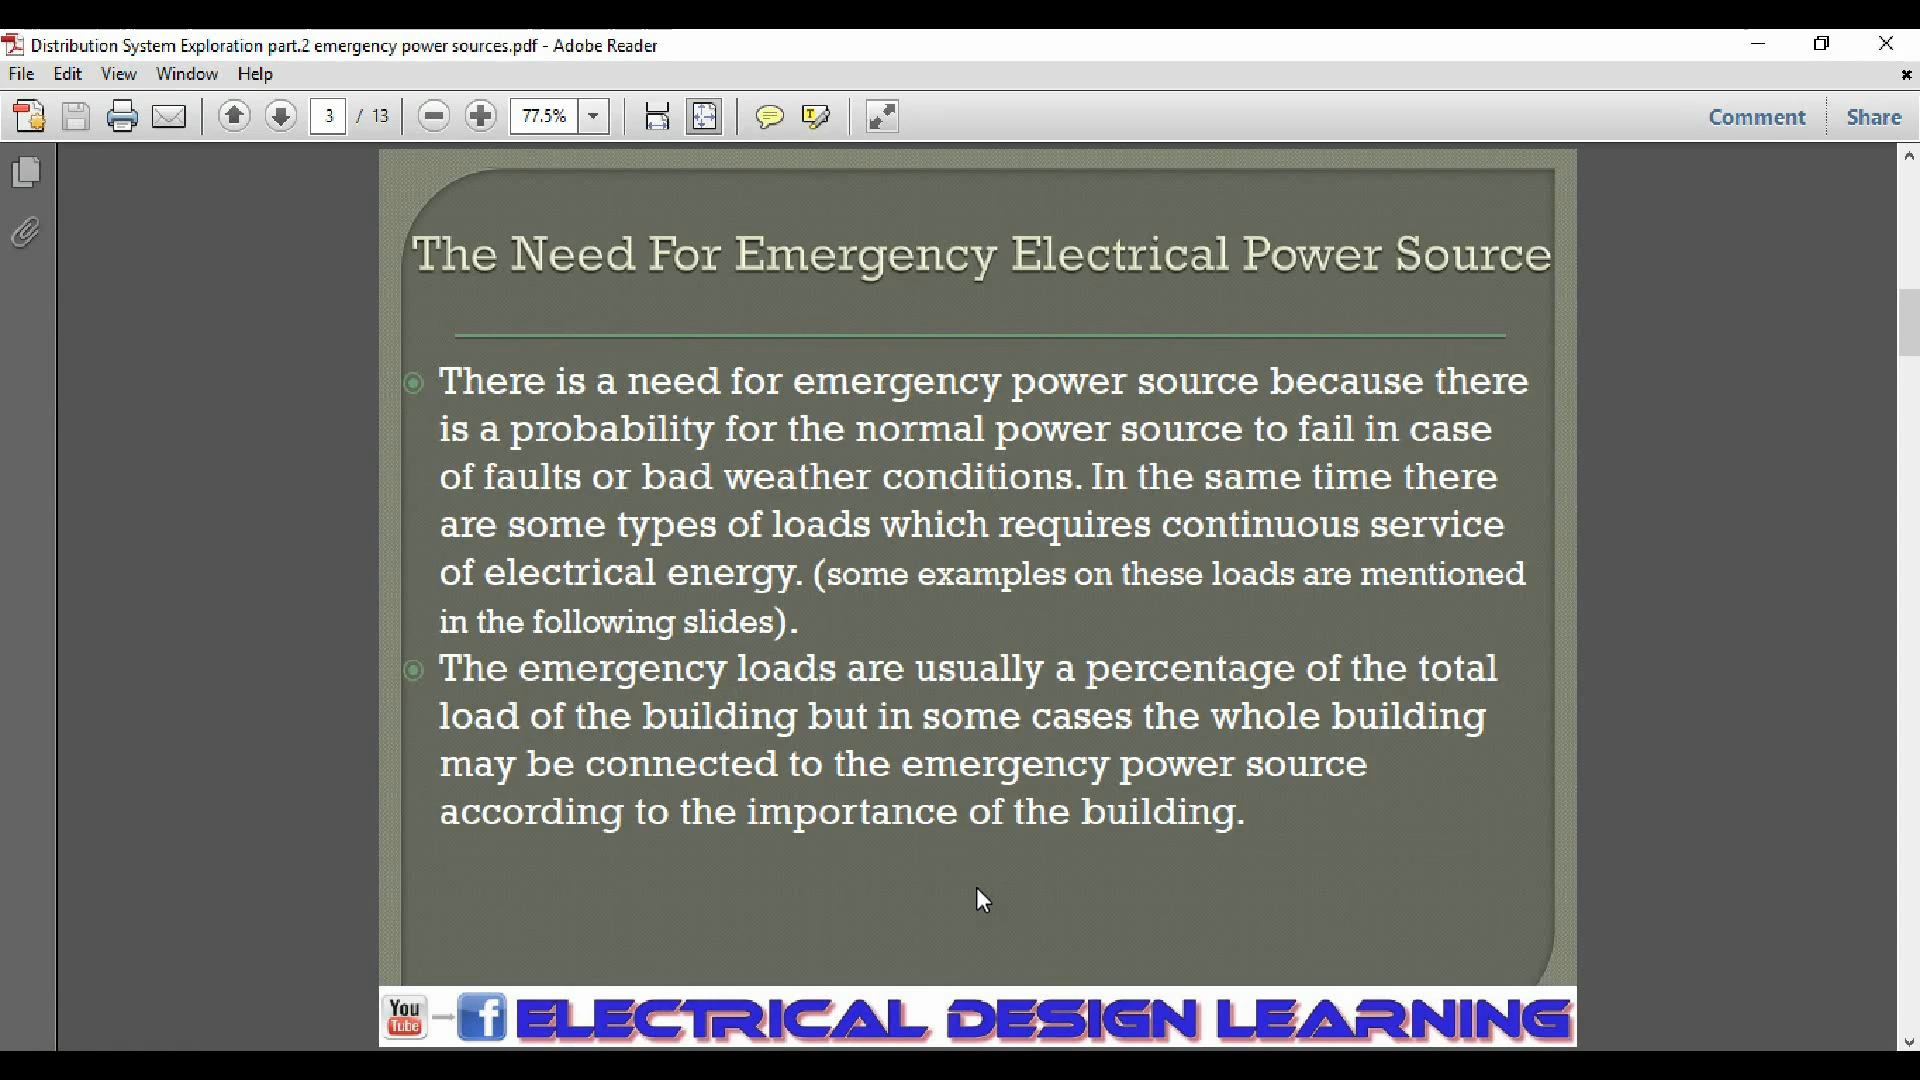 Distribution System Exploration part.2 emergency power sources.pdf - Adobe Reader
File Edit View Window Help
3 / 13 77.5% Comment Share
The Need For Emergency Electrical Power Source
There is a need for emergency power source because there
is a probability for the normal power source to fail in case
of faults or bad weather conditions. In the same time there
are some types of loads which requires continuous service
of electrical energy. (some examples on these loads are mentioned
in the following slides).
The emergency loads are usually a percentage of the total
load of the building but in some cases the whole building
may be connected to the emergency power source
according to the importance of the building.
You Tube f ELECTRICAL DESIGN LEARNING